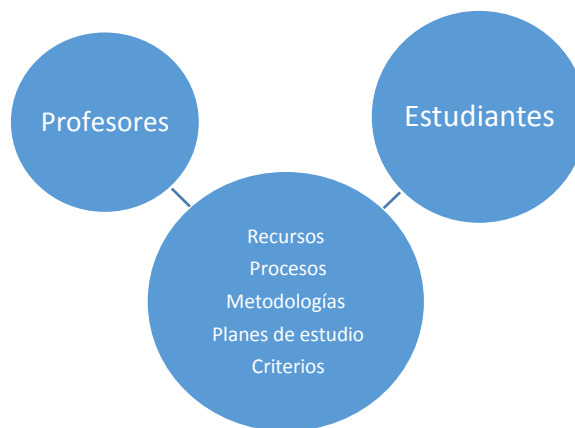 Profesores
Estudiantes
Recursos
Procesos
Metodologías
Planes de estudio
Criterios